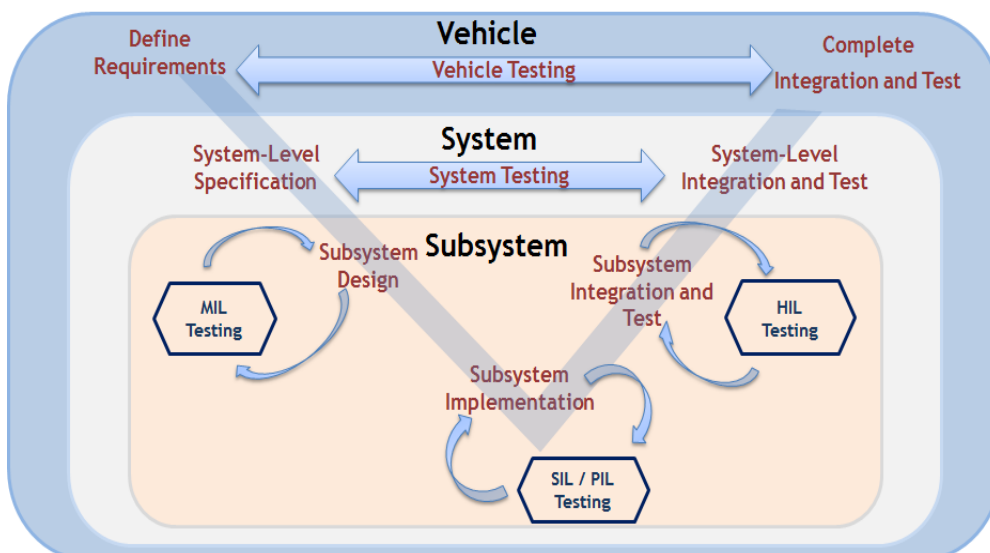 Vehicle
Define
Requirements
Vehicle Testing
Complete
Integration and Test
System
System-Level
Specification
System Testing
System-Level
Integration and Test
Subsystem
Subsystem
Design
MIL
Testing
Subsystem
Integration and
Test
HIL
Testing
Subsystem
Implementation
SIL / PIL
Testing